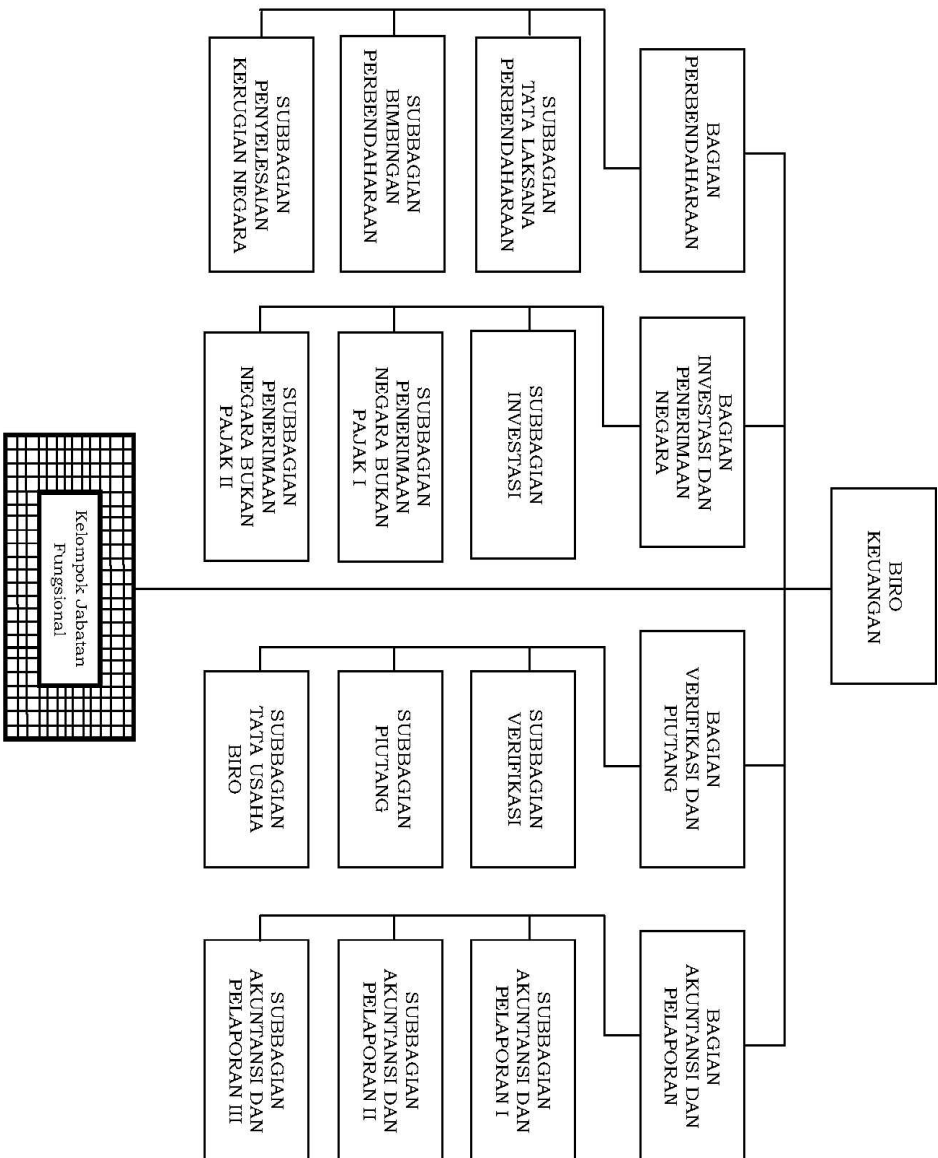 BIRO
KEUANGAN
BAGIAN
PERBENDAHARAAN
BAGIAN
INVESTASI DAN
PENERIMAAN
NEGARA
BAGIAN
VERIFIKASI DAN
PIUTANG
BAGIAN
AKUNTANSI DAN
PELAPORAN
SUBBAGIAN
TATA LAKSANA
PERBENDAHARAAN
SUBBAGIAN
INVESTASI
SUBBAGIAN
VERIFIKASI
SUBBAGIAN
AKUNTANSI DAN
PELAPORAN I
SUBBAGIAN
BIMBINGAN
PERBENDAHARAAN
SUBBAGIAN
PENERIMAAN
NEGARA BUKAN
PAJAK I
SUBBAGIAN
PIUTANG
SUBBAGIAN
AKUNTANSI DAN
PELAPORAN II
SUBBAGIAN
PENYELESAIAN
KERUGIAN NEGARA
SUBBAGIAN
PENERIMAAN
NEGARA BUKAN
PAJAK II
SUBBAGIAN
TATA USAHA
BIRO
SUBBAGIAN
AKUNTANSI DAN
PELAPORAN III
Kelompok Jabatan
Fungsional